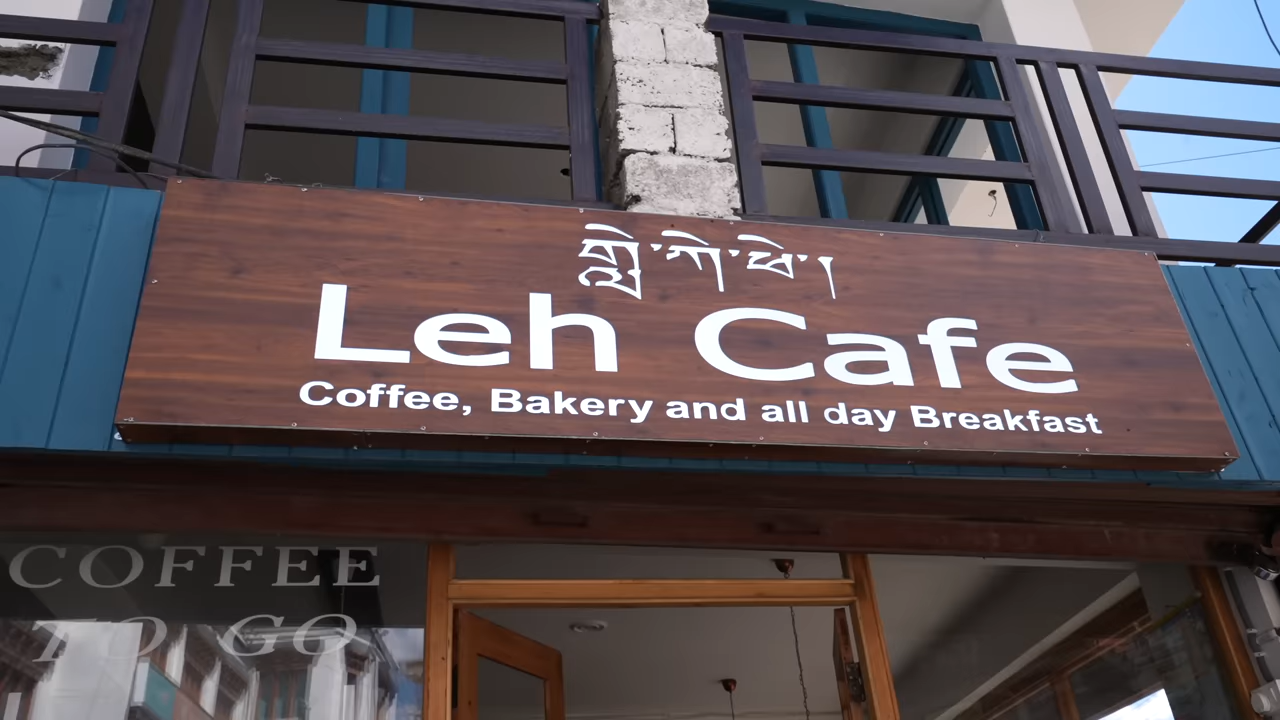 གླེ་ཀོ་ཕེ།
Leh Cafe
Coffee, Bakery and all day Breakfast
COFFEE
TO GO